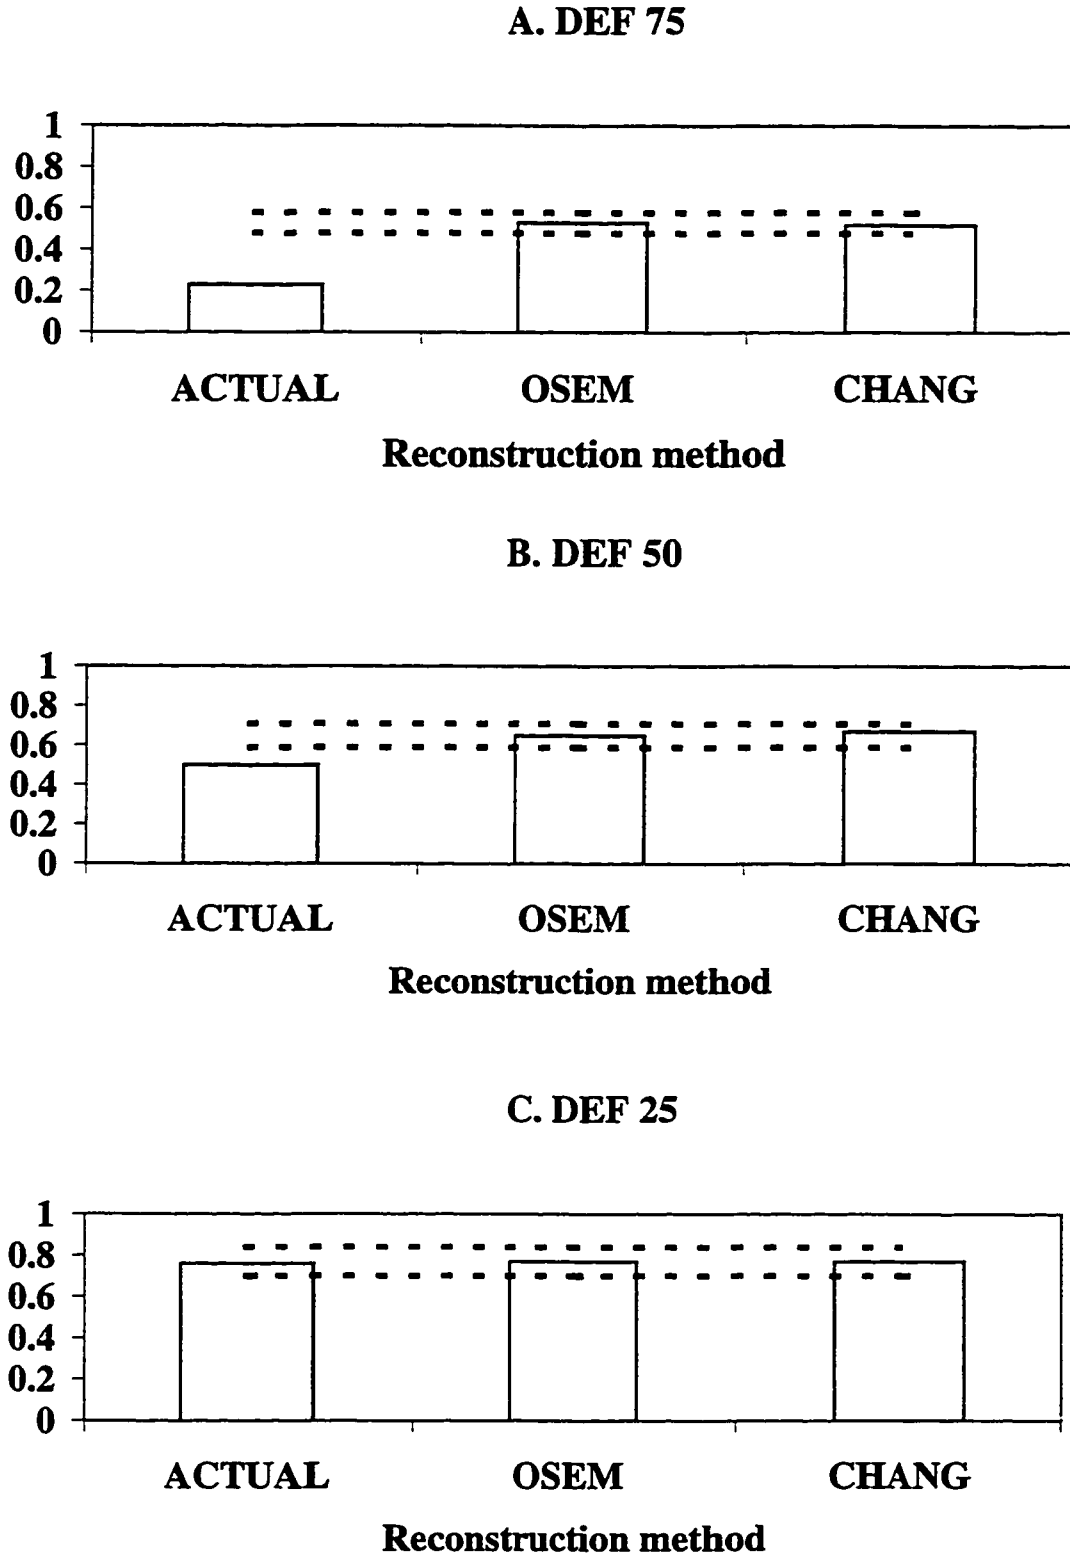 A. DEF 75
1
0.8
0.6
0.4
0.2
0
ACTUAL OSEM CHANG
Reconstruction method
B. DEF 50
1
0.8
0.6
0.4
0.2
0
ACTUAL OSEM CHANG
Reconstruction method
C. DEF 25
1
0.8
0.6
0.4
0.2
0
ACTUAL OSEM CHANG
Reconstruction method